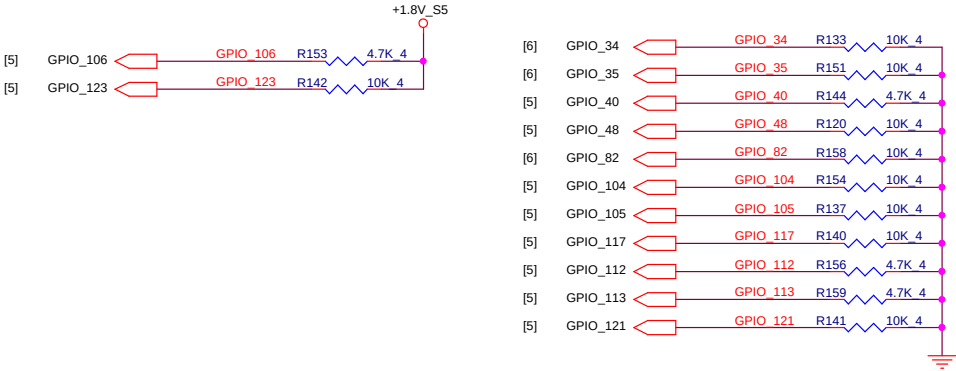 +1.8V_S5
[5] GPIO_106 GPIO_106 R153 4.7K_4
[5] GPIO_123 GPIO_123 R142 10K_4
[6] GPIO_34 GPIO_34 R133 10K_4
[6] GPIO_35 GPIO_35 R151 10K_4
[5] GPIO_40 GPIO_40 R144 4.7K_4
[5] GPIO_48 GPIO_48 R120 10K_4
[6] GPIO_82 GPIO_82 R158 10K_4
[5] GPIO_104 GPIO_104 R154 10K_4
[5] GPIO_105 GPIO_105 R137 10K_4
[5] GPIO_117 GPIO_117 R140 10K_4
[5] GPIO_112 GPIO_112 R156 4.7K_4
[5] GPIO_113 GPIO_113 R159 4.7K_4
[5] GPIO_121 GPIO_121 R141 10K_4